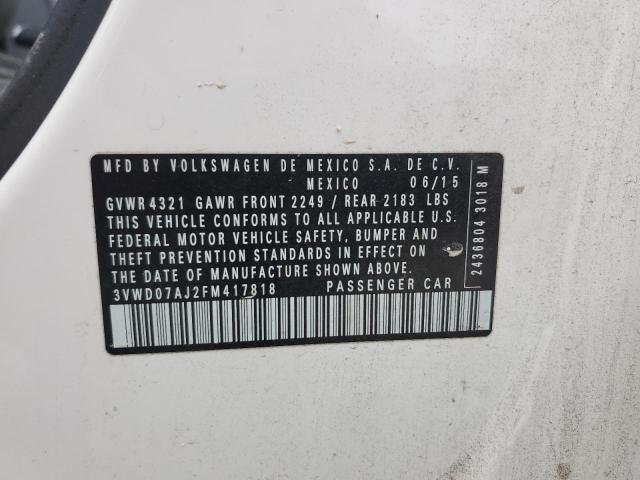 MFD BY VOLKSWAGEN DE MEXICO S.A. DE C.V.
MEXICO 06/15
GVWR 4321 GAWR FRONT 2249 / REAR 2183 LBS
THIS VEHICLE CONFORMS TO ALL APPLICABLE U.S.
FEDERAL MOTOR VEHICLE SAFETY, BUMPER AND
THEFT PREVENTION STANDARDS IN EFFECT ON
THE DATE OF MANUFACTURE SHOWN ABOVE.
3VWD07AJ2FM417818 PASSENGER CAR
2436804 3018 M